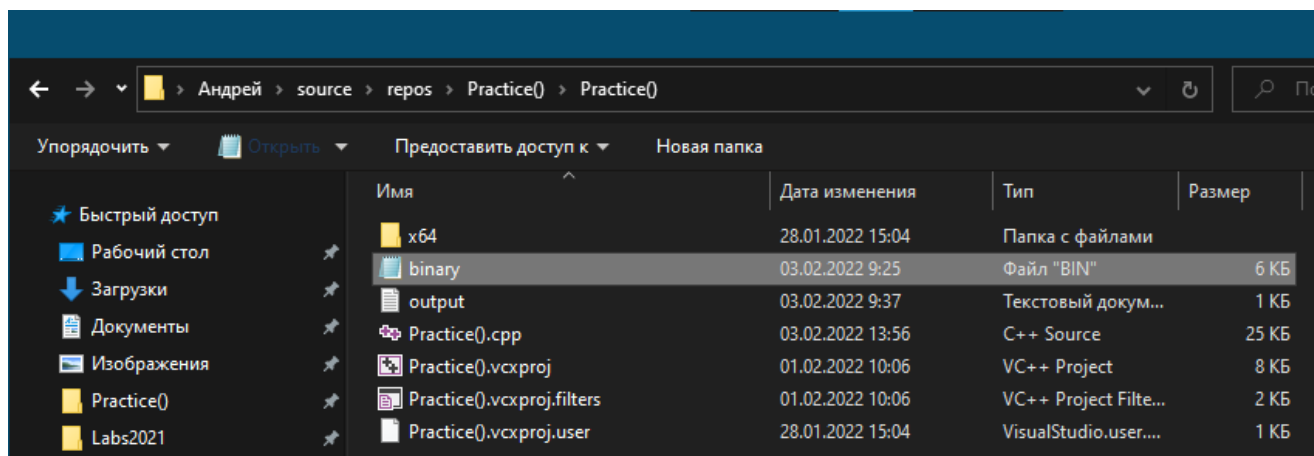 Андрей › source › repos › Practice() › Practice()
Упорядочить Открыть Предоставить доступ к Новая папка
Имя Дата изменения Тип Размер
Быстрый доступ
Рабочий стол
Загрузки
Документы
Изображения
Practice()
Labs2021
x64 28.01.2022 15:04 Папка с файлами
binary 03.02.2022 9:25 Файл "BIN" 6 КБ
output 03.02.2022 9:37 Текстовый докум... 1 КБ
Practice().cpp 03.02.2022 13:56 C++ Source 25 КБ
Practice().vcxproj 01.02.2022 10:06 VC++ Project 8 КБ
Practice().vcxproj.filters 01.02.2022 10:06 VC++ Project Filte... 2 КБ
Practice().vcxproj.user 28.01.2022 15:04 VisualStudio.user.... 1 КБ